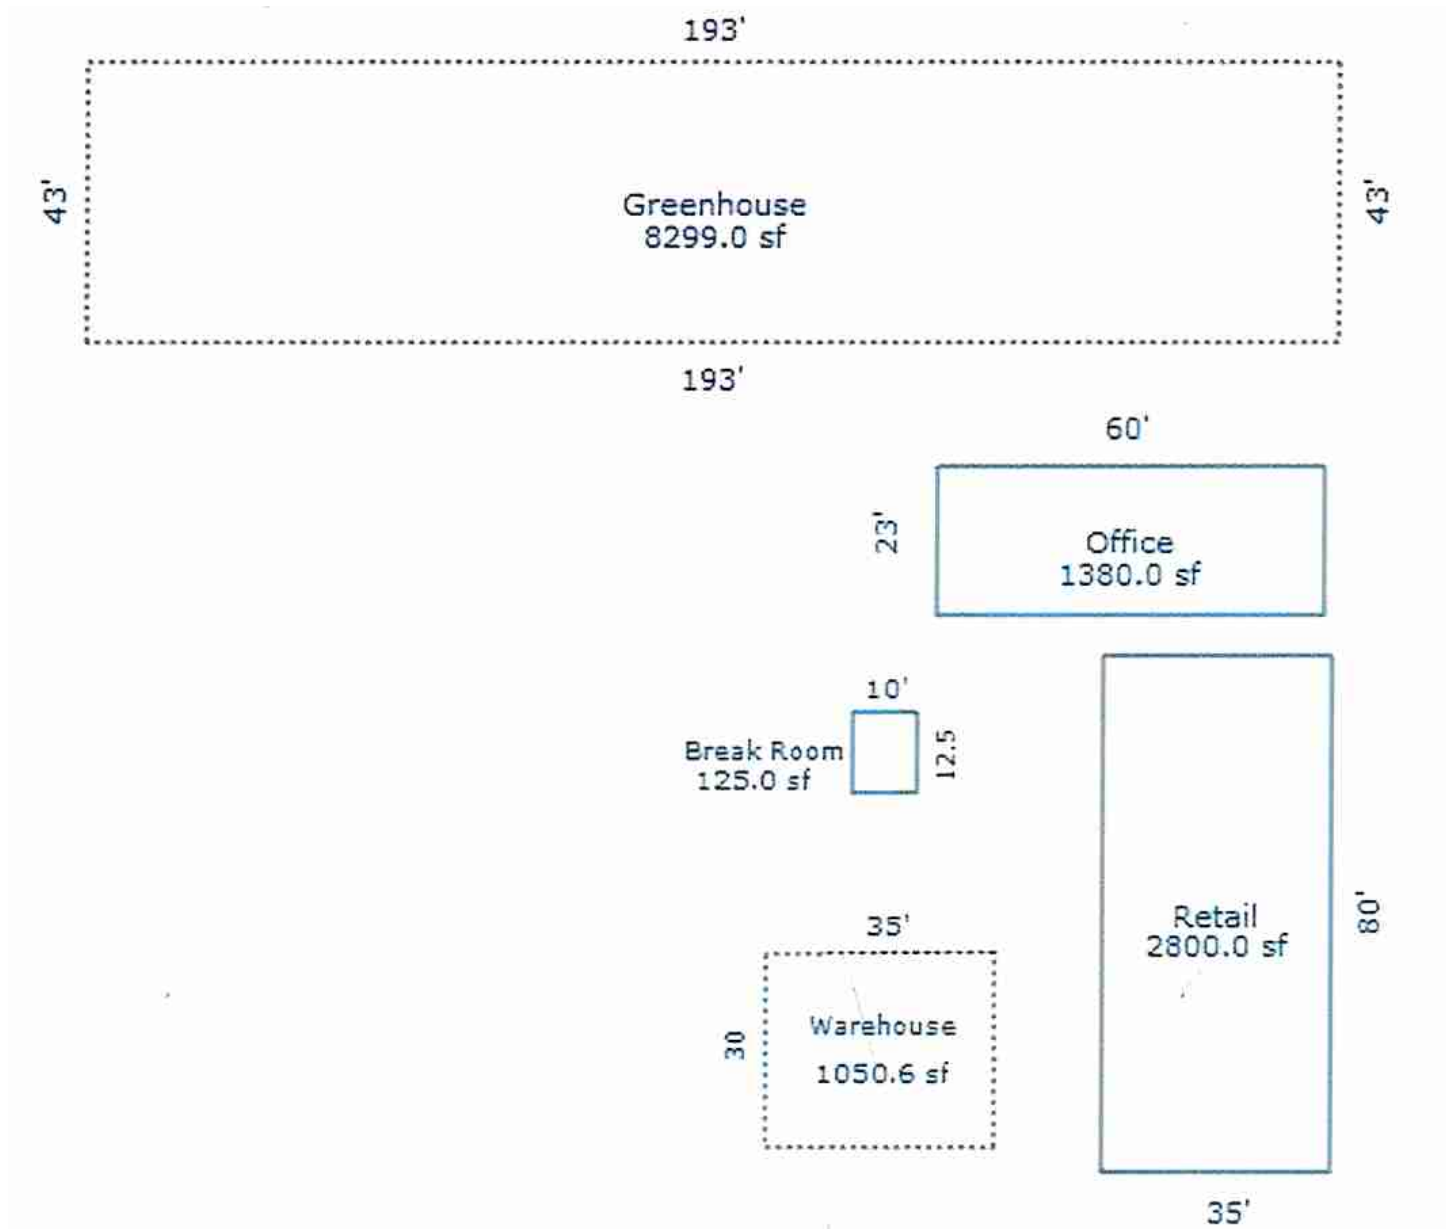 193'
43'
43'
Greenhouse
8299.0 sf
193'
60'
23'
Office
1380.0 sf
10'
Break Room
125.0 sf
12.5
35'
30
Warehouse
1050.6 sf
Retail
2800.0 sf
80'
35'